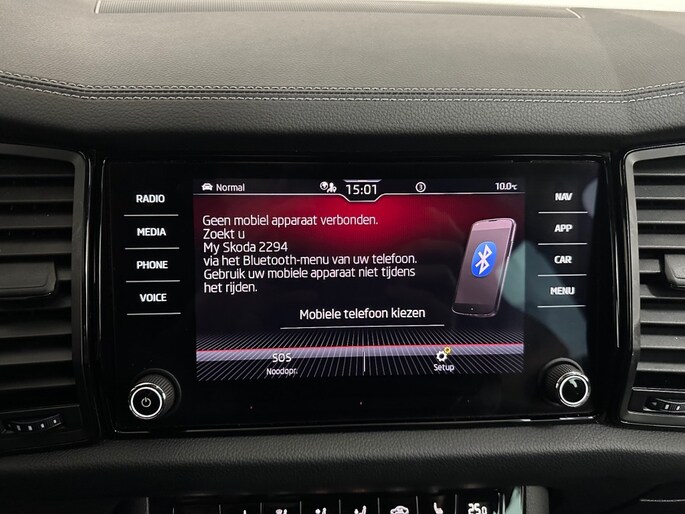 Normal 15:01 10.0°C
Geen mobiel apparaat verbonden.
Zoekt u
My Skoda 2294
via het Bluetooth-menu van uw telefoon.
Gebruik uw mobiele apparaat niet tijdens
het rijden.
Mobiele telefoon kiezen
SOS
Noodopr.
Setup
RADIO
MEDIA
PHONE
VOICE
NAV
APP
CAR
MENU